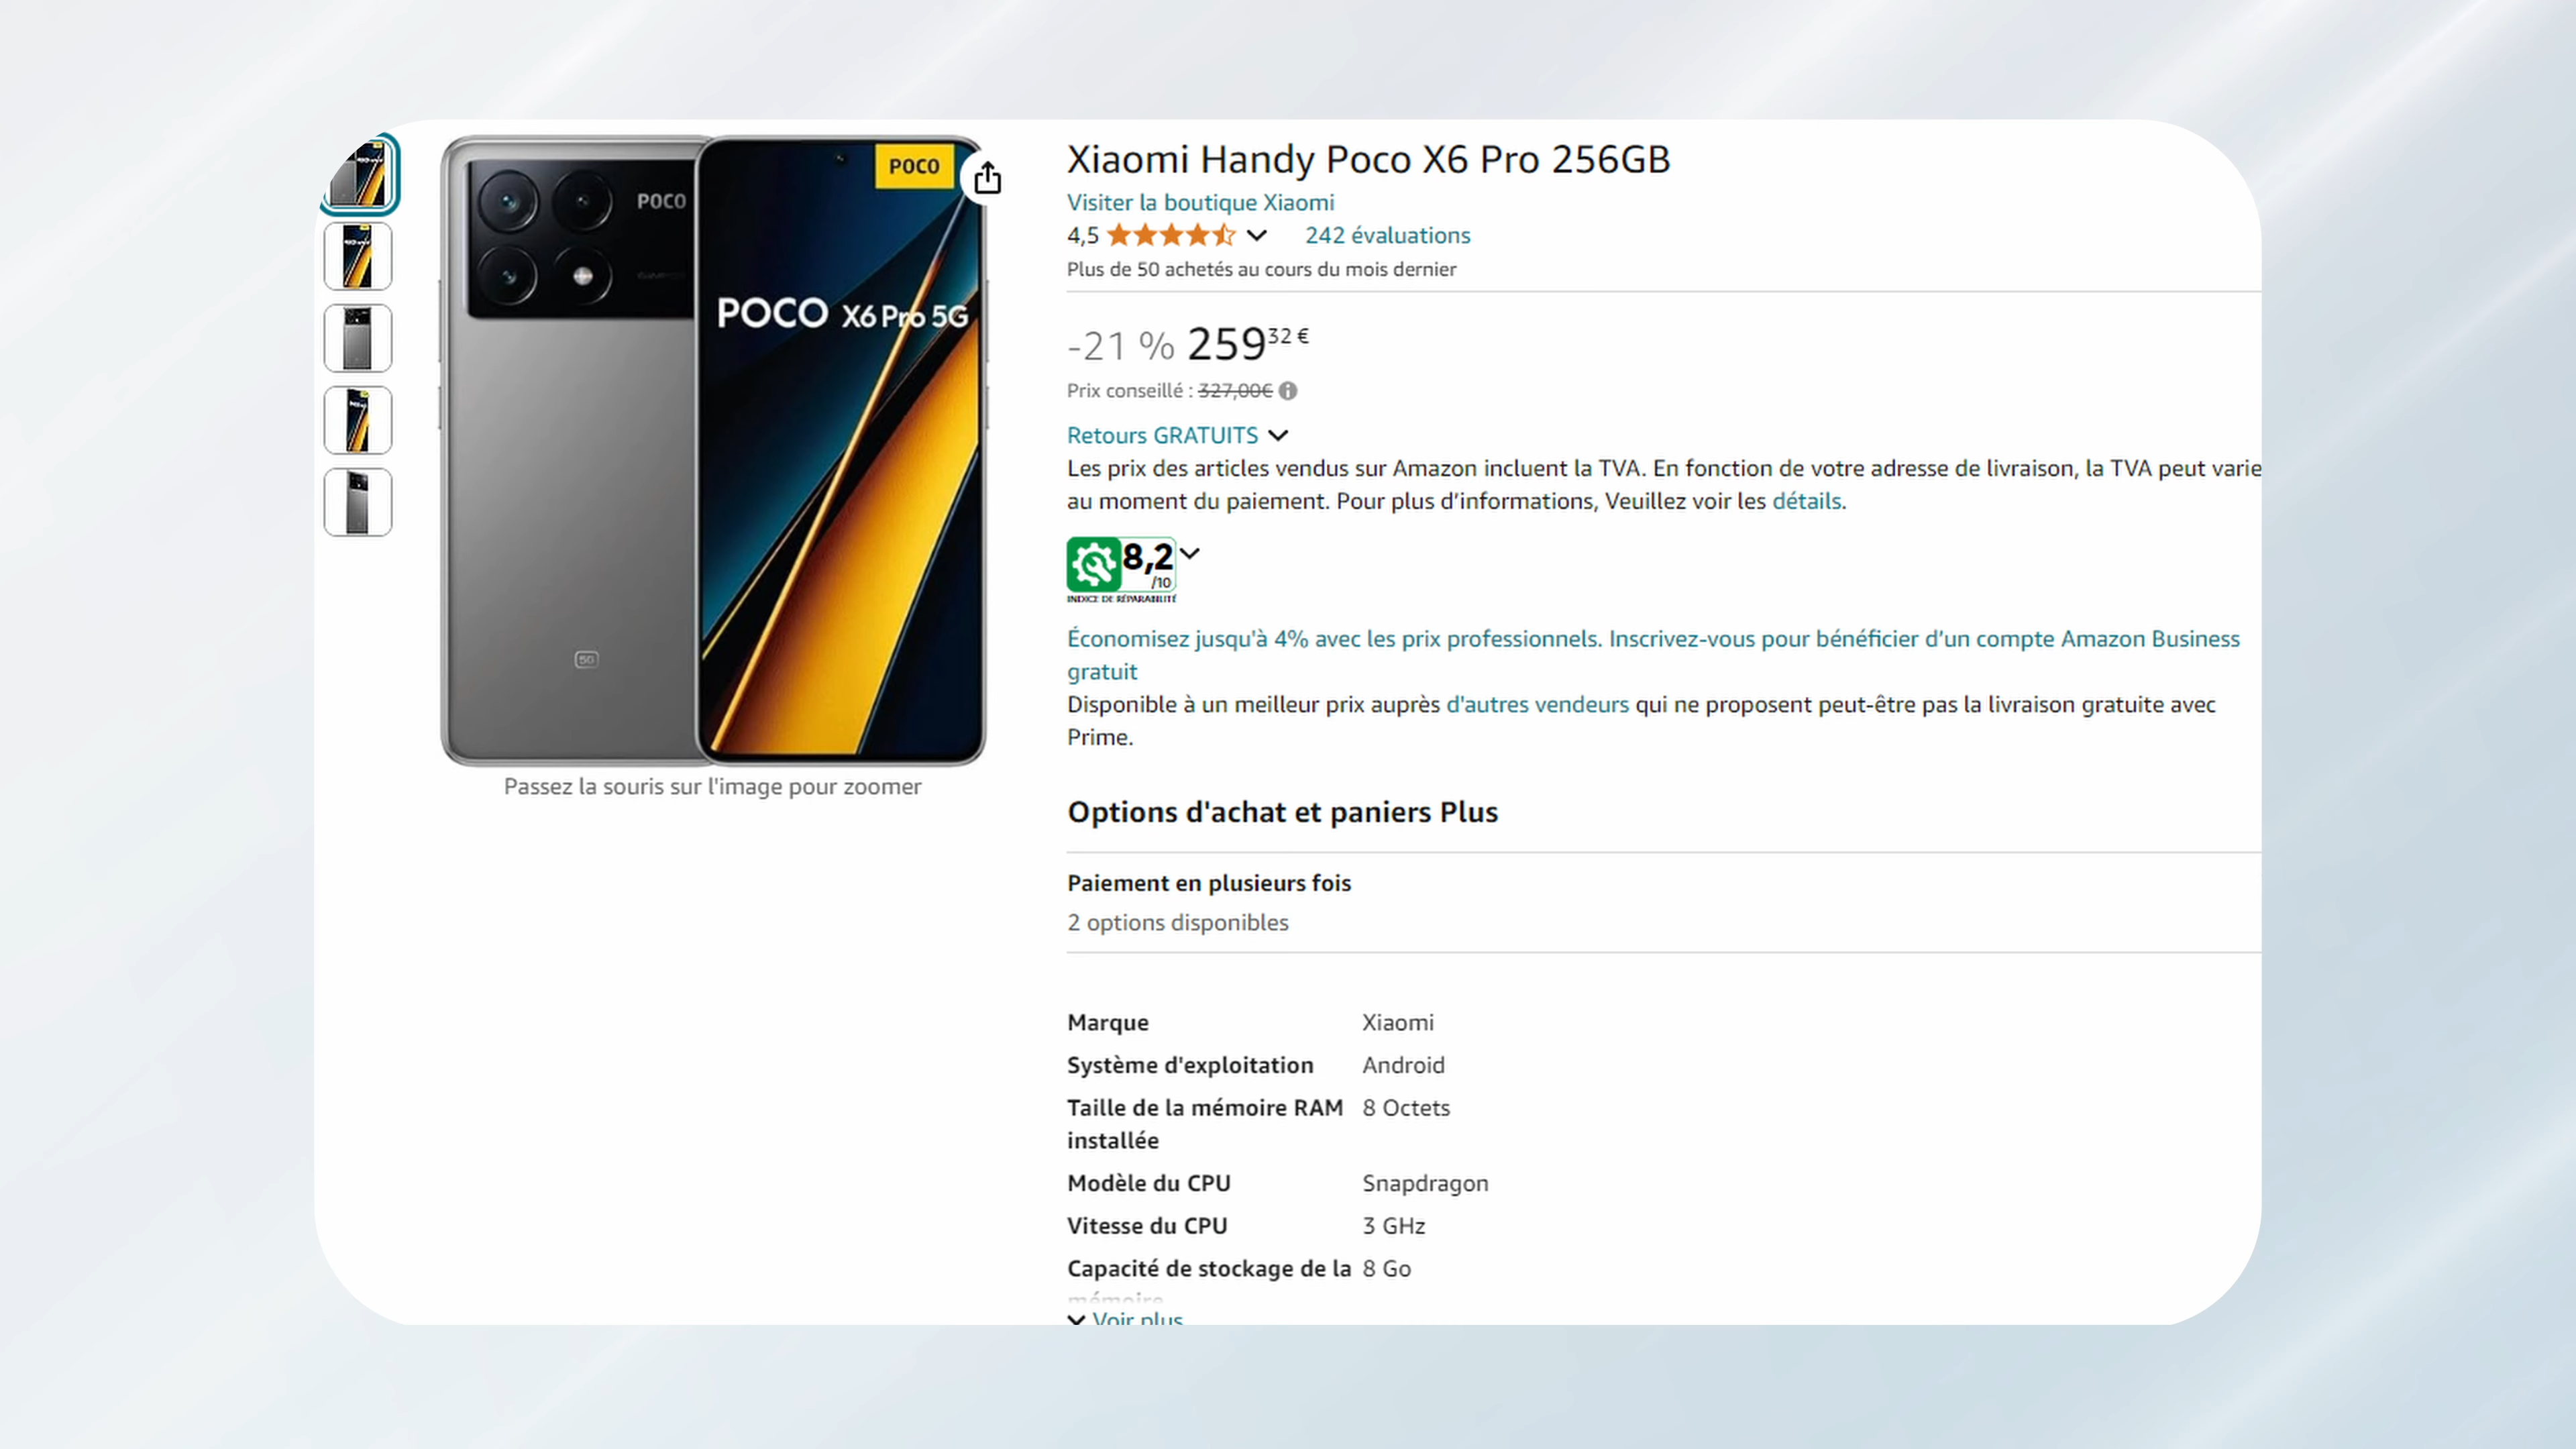 POCO
POCO
POCO X6 Pro 5G
5G
Passez la souris sur l'image pour zoomer
Xiaomi Handy Poco X6 Pro 256GB
Visiter la boutique Xiaomi
4,5
242 évaluations
Plus de 50 achetés au cours du mois dernier
-21 % 259 32 €
Prix conseillé : 327,00€
Retours GRATUITS
Les prix des articles vendus sur Amazon incluent la TVA. En fonction de votre adresse de livraison, la TVA peut varie
au moment du paiement. Pour plus d’informations, Veuillez voir les détails.
8,2
/10
INDICE DE RÉPARABILITÉ
Économisez jusqu'à 4% avec les prix professionnels. Inscrivez-vous pour bénéficier d’un compte Amazon Business
gratuit
Disponible à un meilleur prix auprès d'autres vendeurs qui ne proposent peut-être pas la livraison gratuite avec
Prime.
Options d'achat et paniers Plus
Paiement en plusieurs fois
2 options disponibles
Marque Xiaomi
Système d'exploitation Android
Taille de la mémoire RAM 8 Octets
installée
Modèle du CPU Snapdragon
Vitesse du CPU 3 GHz
Capacité de stockage de la 8 Go
mémoire
Voir plus